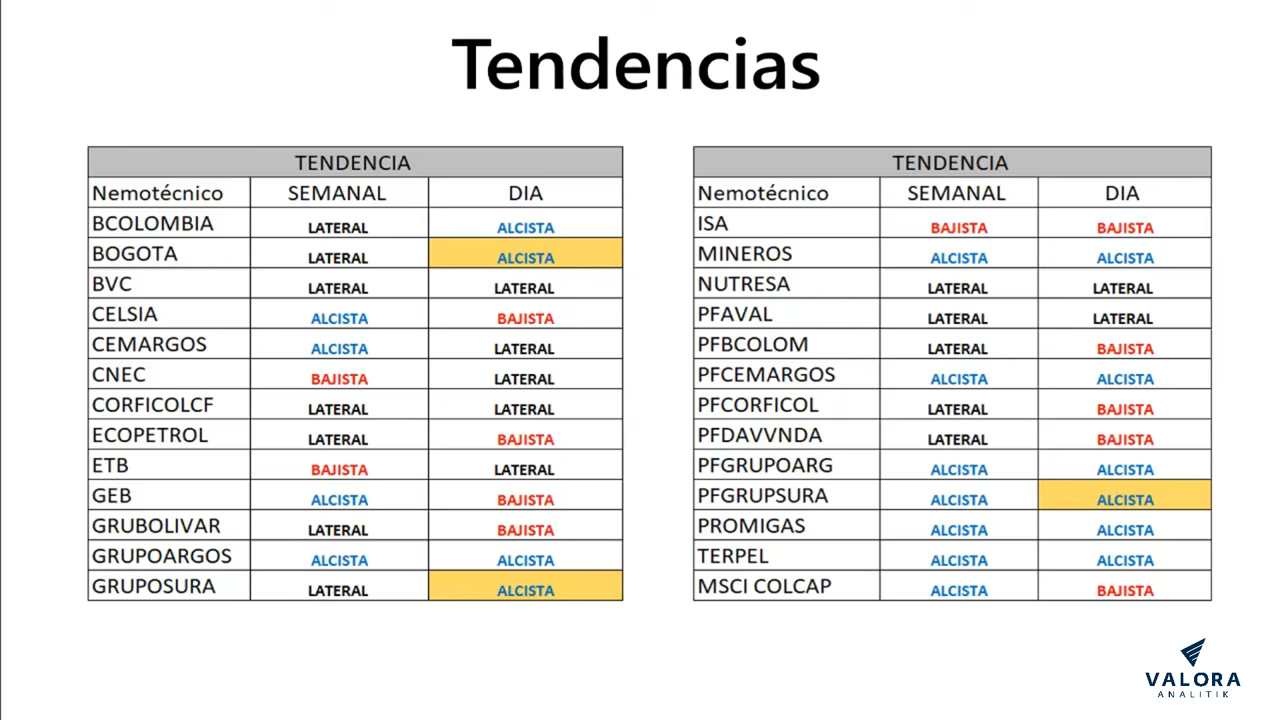 Tendencias
TENDENCIA
Nemotécnico SEMANAL DIA
BCOLOMBIA LATERAL ALCISTA
BOGOTA LATERAL ALCISTA
BVC LATERAL LATERAL
CELSIA ALCISTA BAJISTA
CEMARGOS ALCISTA LATERAL
CNEC BAJISTA LATERAL
CORFICOLCF LATERAL LATERAL
ECOPETROL LATERAL BAJISTA
ETB BAJISTA LATERAL
GEB ALCISTA BAJISTA
GRUBOLIVAR LATERAL BAJISTA
GRUPOARGOS ALCISTA ALCISTA
GRUPOSURA LATERAL ALCISTA
TENDENCIA
Nemotécnico SEMANAL DIA
ISA BAJISTA BAJISTA
MINEROS ALCISTA ALCISTA
NUTRESA LATERAL LATERAL
PFAVAL LATERAL LATERAL
PFBCOLOM LATERAL BAJISTA
PFCEMARGOS ALCISTA ALCISTA
PFCORFICOL LATERAL BAJISTA
PFDAVVNDA LATERAL BAJISTA
PFGRUPOARG ALCISTA ALCISTA
PFGRUPSURA ALCISTA ALCISTA
PROMIGAS ALCISTA ALCISTA
TERPEL ALCISTA ALCISTA
MSCI COLCAP ALCISTA BAJISTA
VALORA
ANALITIK